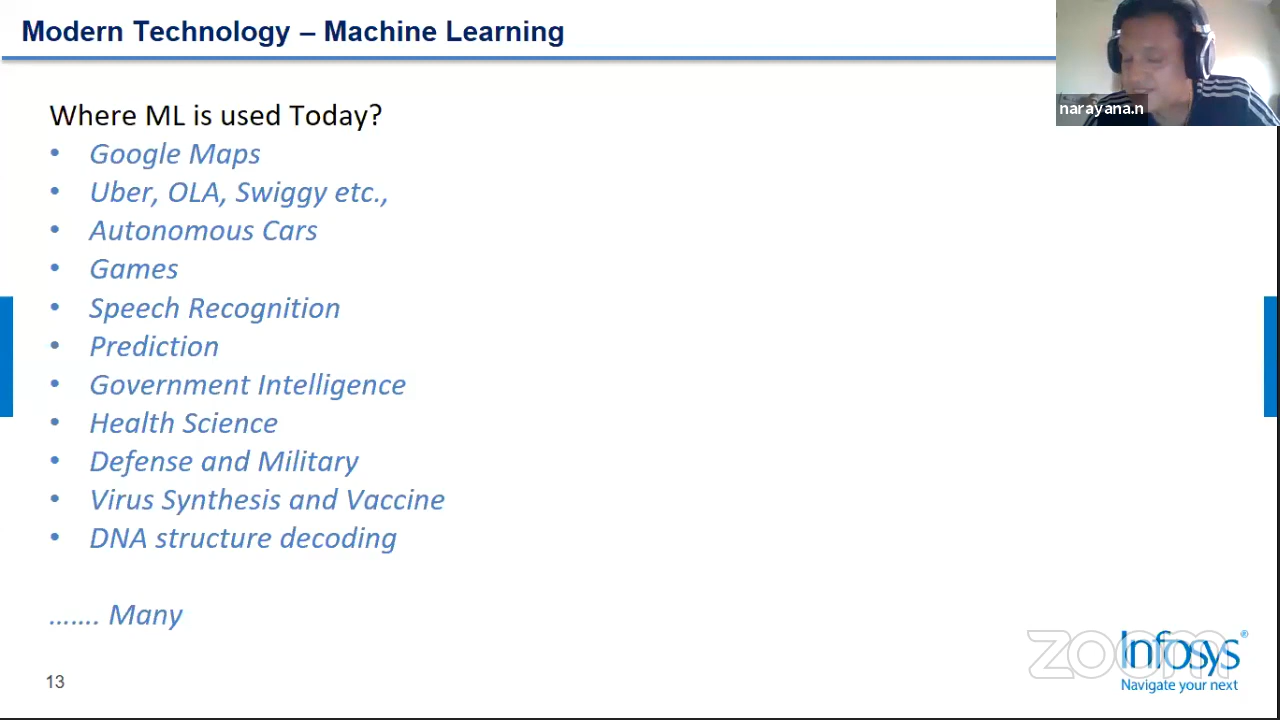 Modern Technology – Machine Learning
narayana.n
Where ML is used Today?
• Google Maps
• Uber, OLA, Swiggy etc.,
• Autonomous Cars
• Games
• Speech Recognition
• Prediction
• Government Intelligence
• Health Science
• Defense and Military
• Virus Synthesis and Vaccine
• DNA structure decoding
....... Many
zoom
Infosys®
Navigate your next
13